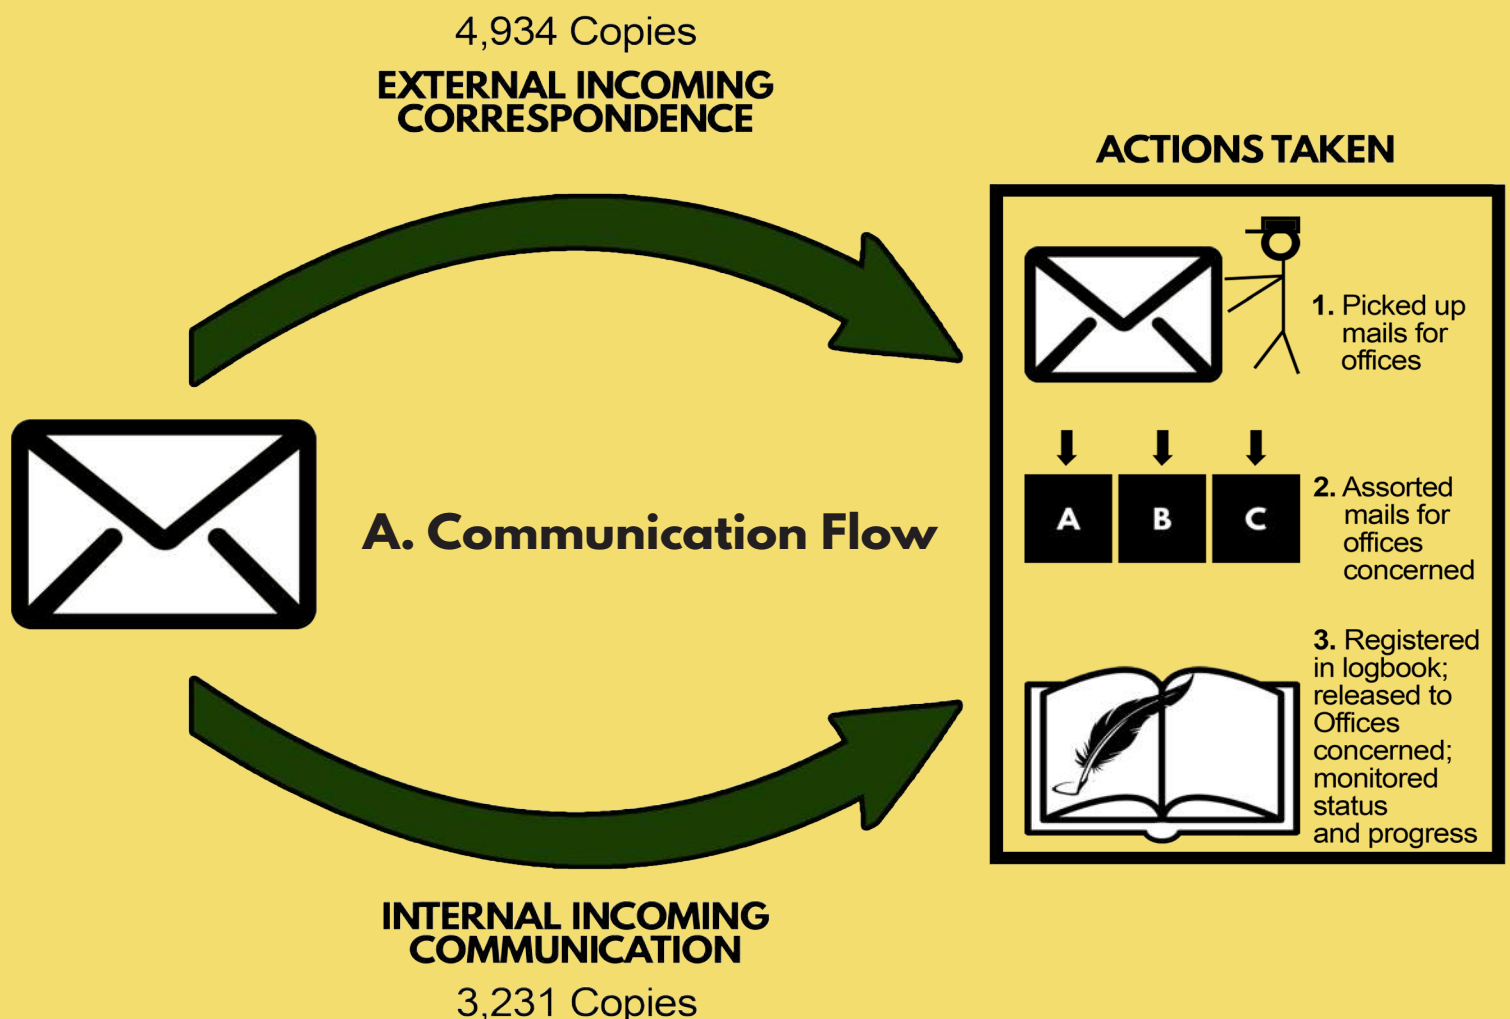 4,934 Copies
EXTERNAL INCOMING
CORRESPONDENCE
ACTIONS TAKEN
1. Picked up
mails for
offices
A B C
2. Assorted
mails for
offices
concerned
A. Communication Flow
3. Registered
in logbook;
released to
Offices
concerned;
monitored
status
and progress
INTERNAL INCOMING
COMMUNICATION
3,231 Copies